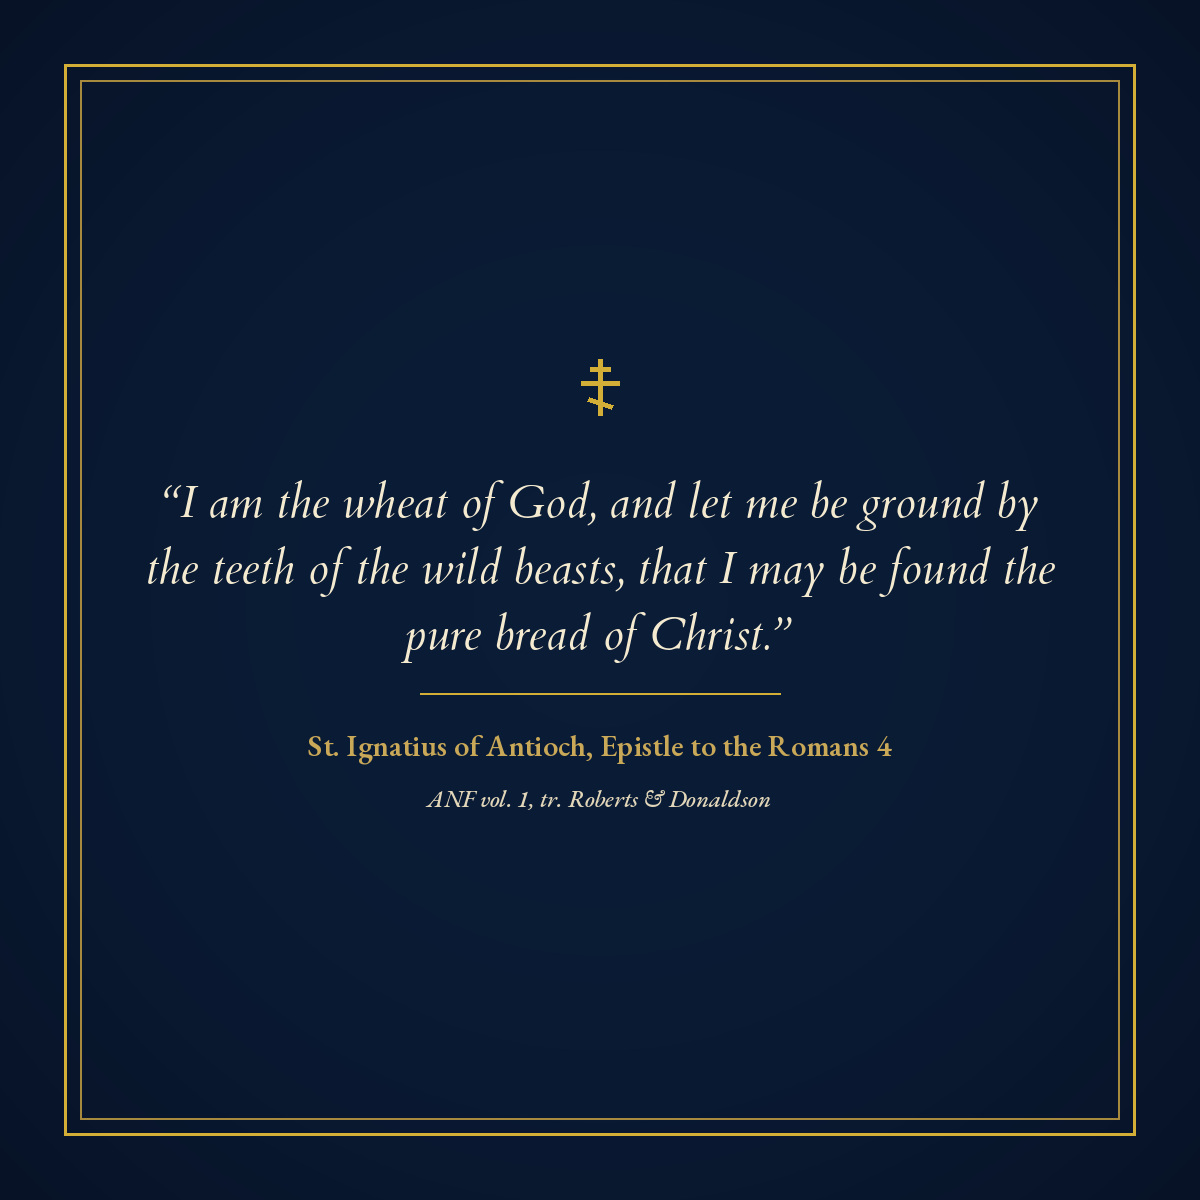 “I am the wheat of God, and let me be ground by
the teeth of the wild beasts, that I may be found the
pure bread of Christ.”
St. Ignatius of Antioch, Epistle to the Romans 4
ANF vol. 1, tr. Roberts & Donaldson